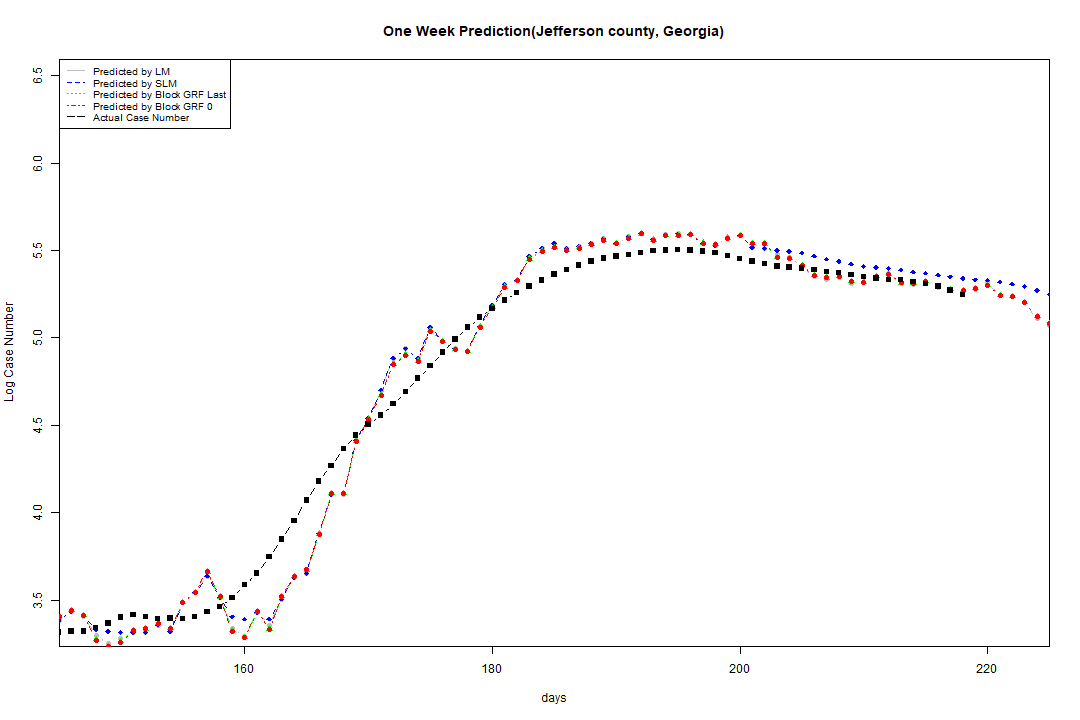 One Week Prediction(Jefferson county, Georgia)
Predicted by LM
Predicted by SLM
Predicted by Block GRF Last
Predicted by Block GRF 0
Actual Case Number
6.5
6.0
5.5
5.0
4.5
4.0
3.5
Log Case Number
160
180
200
220
days